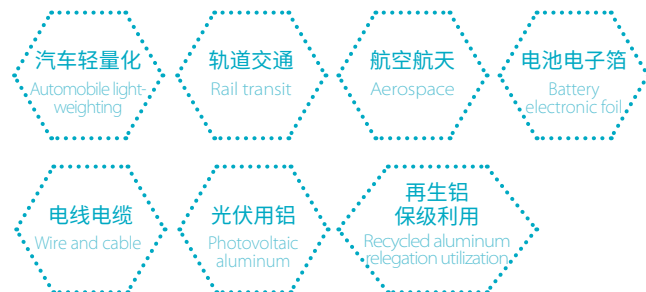 汽车轻量化
Automobile light-
weighting
轨道交通
Rail transit
航空航天
Aerospace
电池电子箔
Battery
electronic foil
电线电缆
Wire and cable
光伏用铝
Photovoltaic
aluminum
再生铝
保级利用
Recycled aluminum
relegation utilization